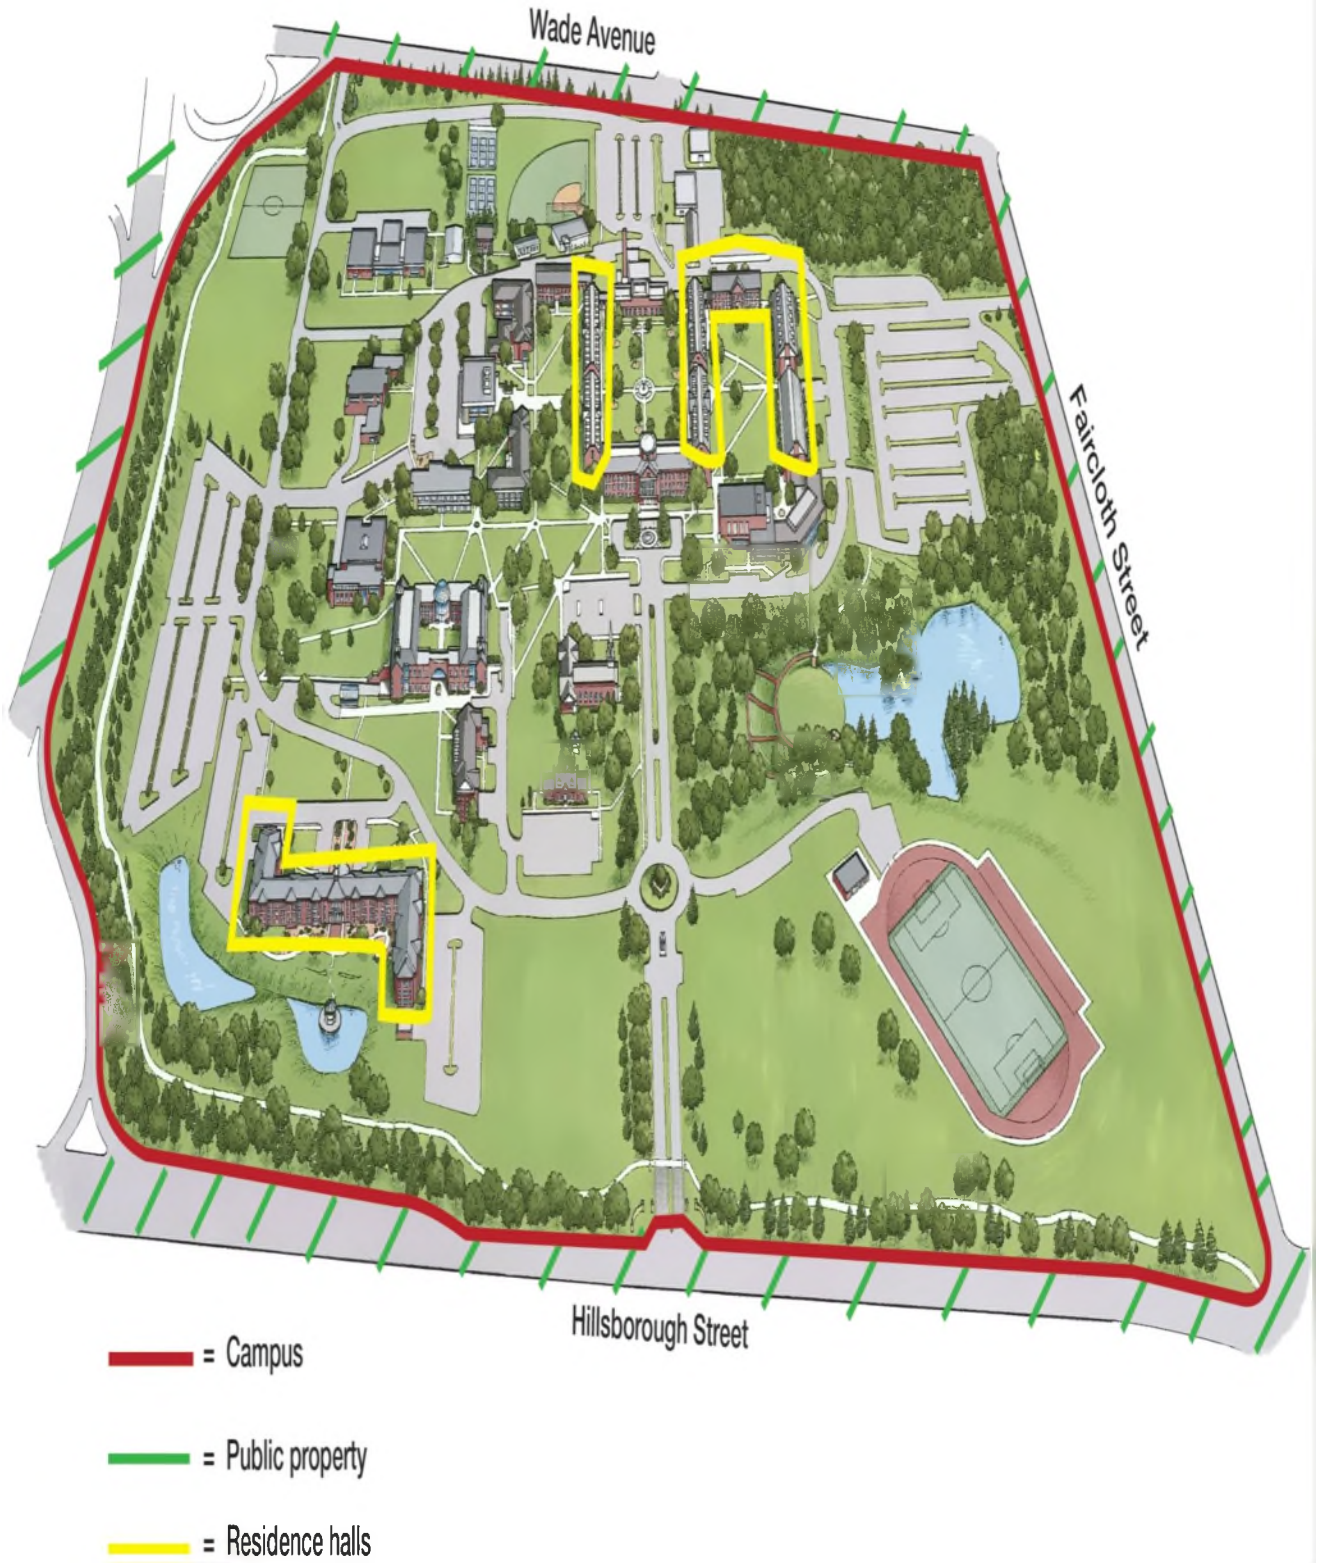 Wade Avenue
Faircloth Street
Hillsborough Street
= Campus
= Public property
= Residence halls